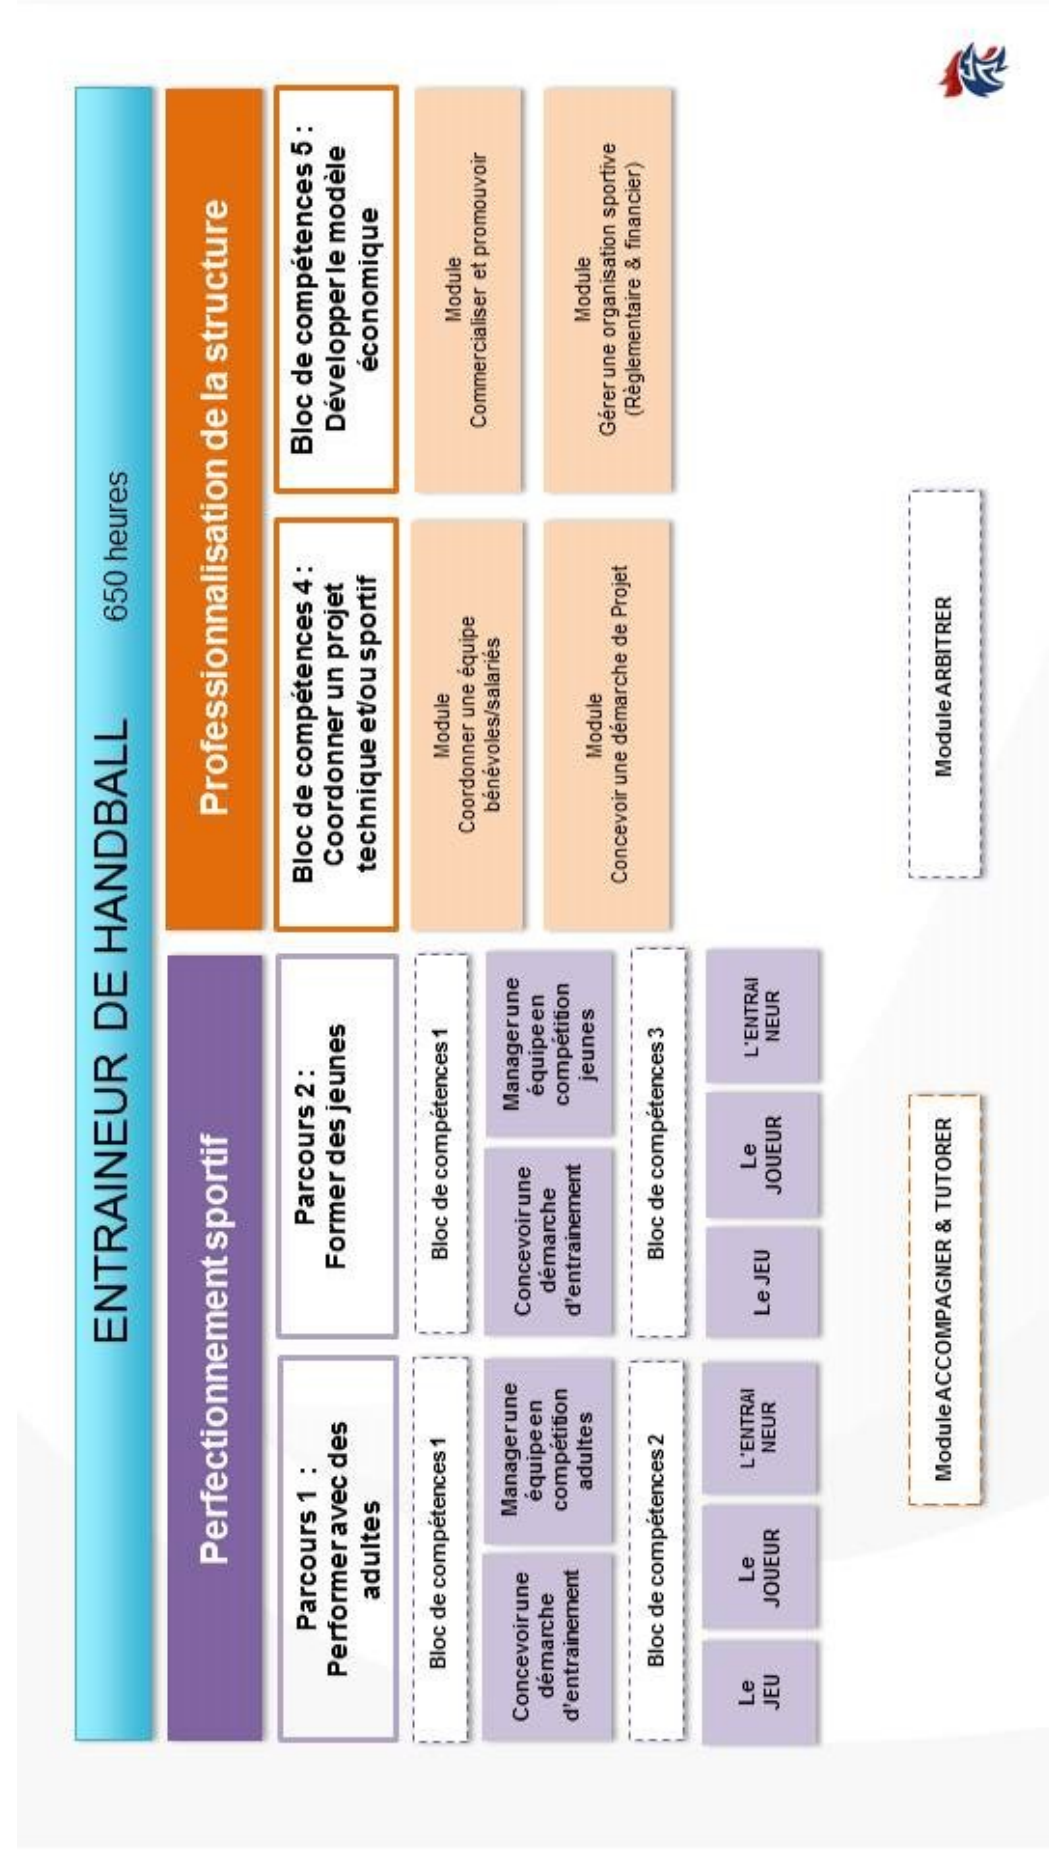 ENTRAINEUR DE HANDBALL 650 heures
Perfectionnement sportif
Professionnalisation de la structure
Parcours 1 :
Performer avec des
adultes
Parcours 2 :
Former des jeunes
Bloc de compétences 4 :
Coordonner un projet
technique et/ou sportif
Bloc de compétences 5 :
Développer le modèle
économique
Bloc de compétences 1
Bloc de compétences 1
Module
Coordonner une équipe
bénévoles/salariés
Module
Commercialiser et promouvoir
Concevoir une
démarche
d'entrainement
Manager une
équipe en
compétition
adultes
Concevoir une
démarche
d'entrainement
Manager une
équipe en
compétition
jeunes
Module
Concevoir une démarche de Projet
Module
Gérer une organisation sportive
(Règlementaire & financier)
Bloc de compétences 2
Bloc de compétences 3
Le
JEU
Le
JOUEUR
L'ENTRAI
NEUR
Le JEU
Le
JOUEUR
L'ENTRAI
NEUR
Module ACCOMPAGNER & TUTORER
Module ARBITRER